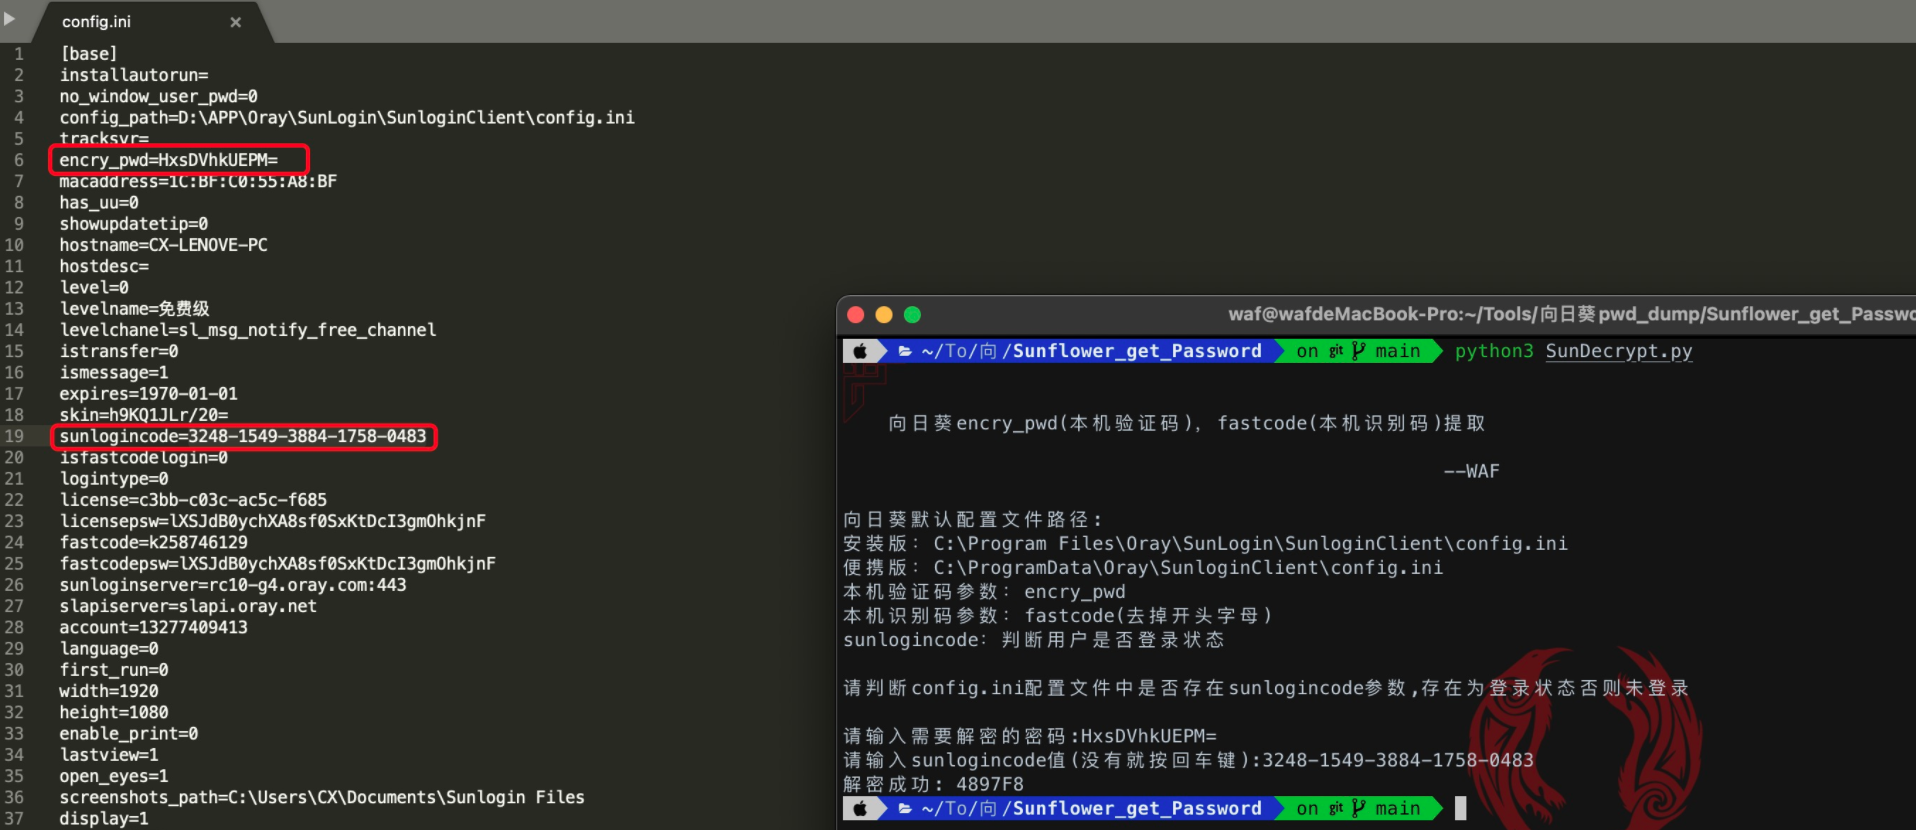 config.ini
×
1 [base]
2 installautorun=
3 no_window_user_pwd=0
4 config_path=D:\APP\Oray\SunLogin\SunloginClient\config.ini
5 tracksvr=
6 encry_pwd=HxsDVhkUEPM=
7 macaddress=1C:BF:C0:55:A8:BF
8 has_uu=0
9 showupdatetip=0
10 hostname=CX-LENOVE-PC
11 hostdesc=
12 level=0
13 levelname=免费级
14 levelchanel=sl_msg_notify_free_channel
15 istransfer=0
16 ismessage=1
17 expires=1970-01-01
18 skin=h9KQ1JLr/20=
19 sunlogincode=3248-1549-3884-1758-0483
20 isfastcodelogin=0
21 logintype=0
22 license=c3bb-c03c-ac5c-f685
23 licensepsw=lXSJdB0ychXA8sf0SxKtDcI3gmOhkjnF
24 fastcode=k258746129
25 fastcodepsw=lXSJdB0ychXA8sf0SxKtDcI3gmOhkjnF
26 sunloginserver=rc10-g4.oray.com:443
27 slapiserver=slapi.oray.net
28 account=13277409413
29 language=0
30 first_run=0
31 width=1920
32 height=1080
33 enable_print=0
34 lastview=1
35 open_eyes=1
36 screenshots_path=C:\Users\CX\Documents\Sunlogin Files
37 display=1
waf@wafdeMacBook-Pro:~/Tools/向日葵pwd_dump/Sunflower_get_Passwo
~/To/向/Sunflower_get_Password on git main python3 SunDecrypt.py
向日葵encry_pwd(本机验证码), fastcode(本机识别码)提取
--WAF
向日葵默认配置文件路径:
安装版: C:\Program Files\Oray\SunLogin\SunloginClient\config.ini
便携版: C:\ProgramData\Oray\SunloginClient\config.ini
本机验证码参数: encry_pwd
本机识别码参数: fastcode(去掉开头字母)
sunlogincode: 判断用户是否登录状态
请判断config.ini配置文件中是否存在sunlogincode参数,存在为登录状态否则未登录
请输入需要解密的密码:HxsDVhkUEPM=
请输入sunlogincode值(没有就按回车键):3248-1549-3884-1758-0483
解密成功: 4897F8
~/To/向/Sunflower_get_Password on git main